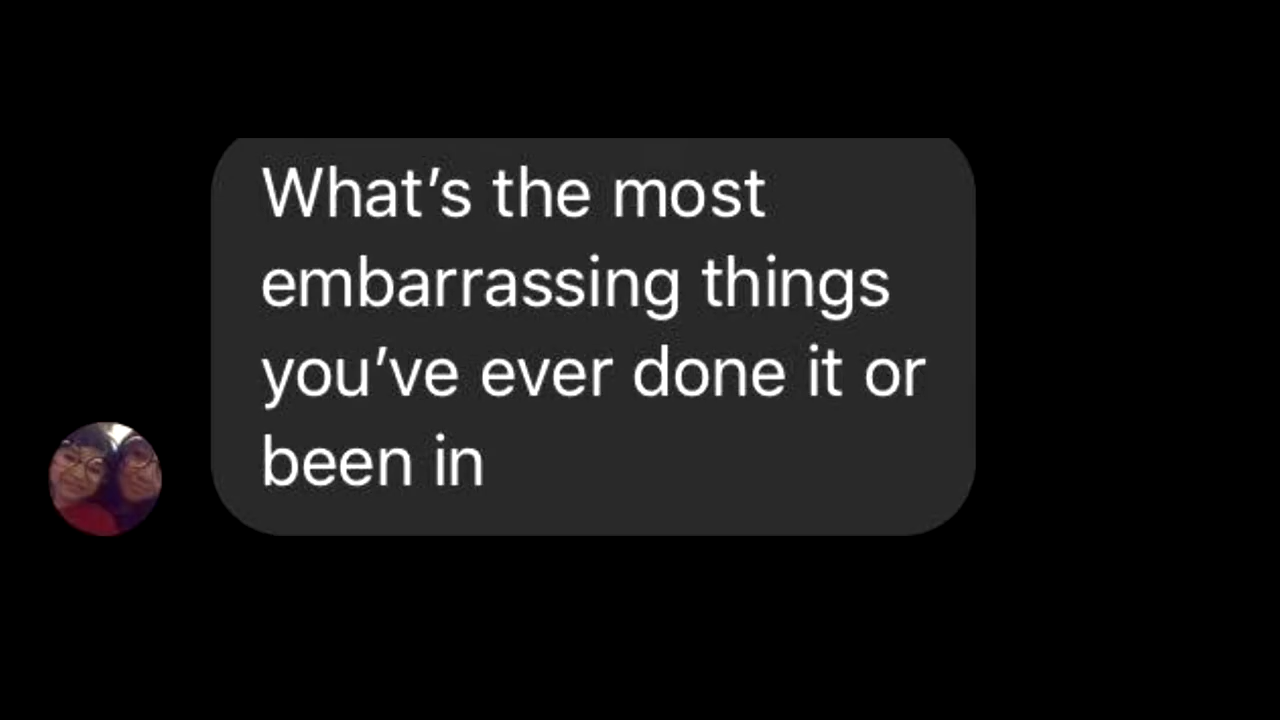 What’s the most
embarrassing things
you’ve ever done it or
been in